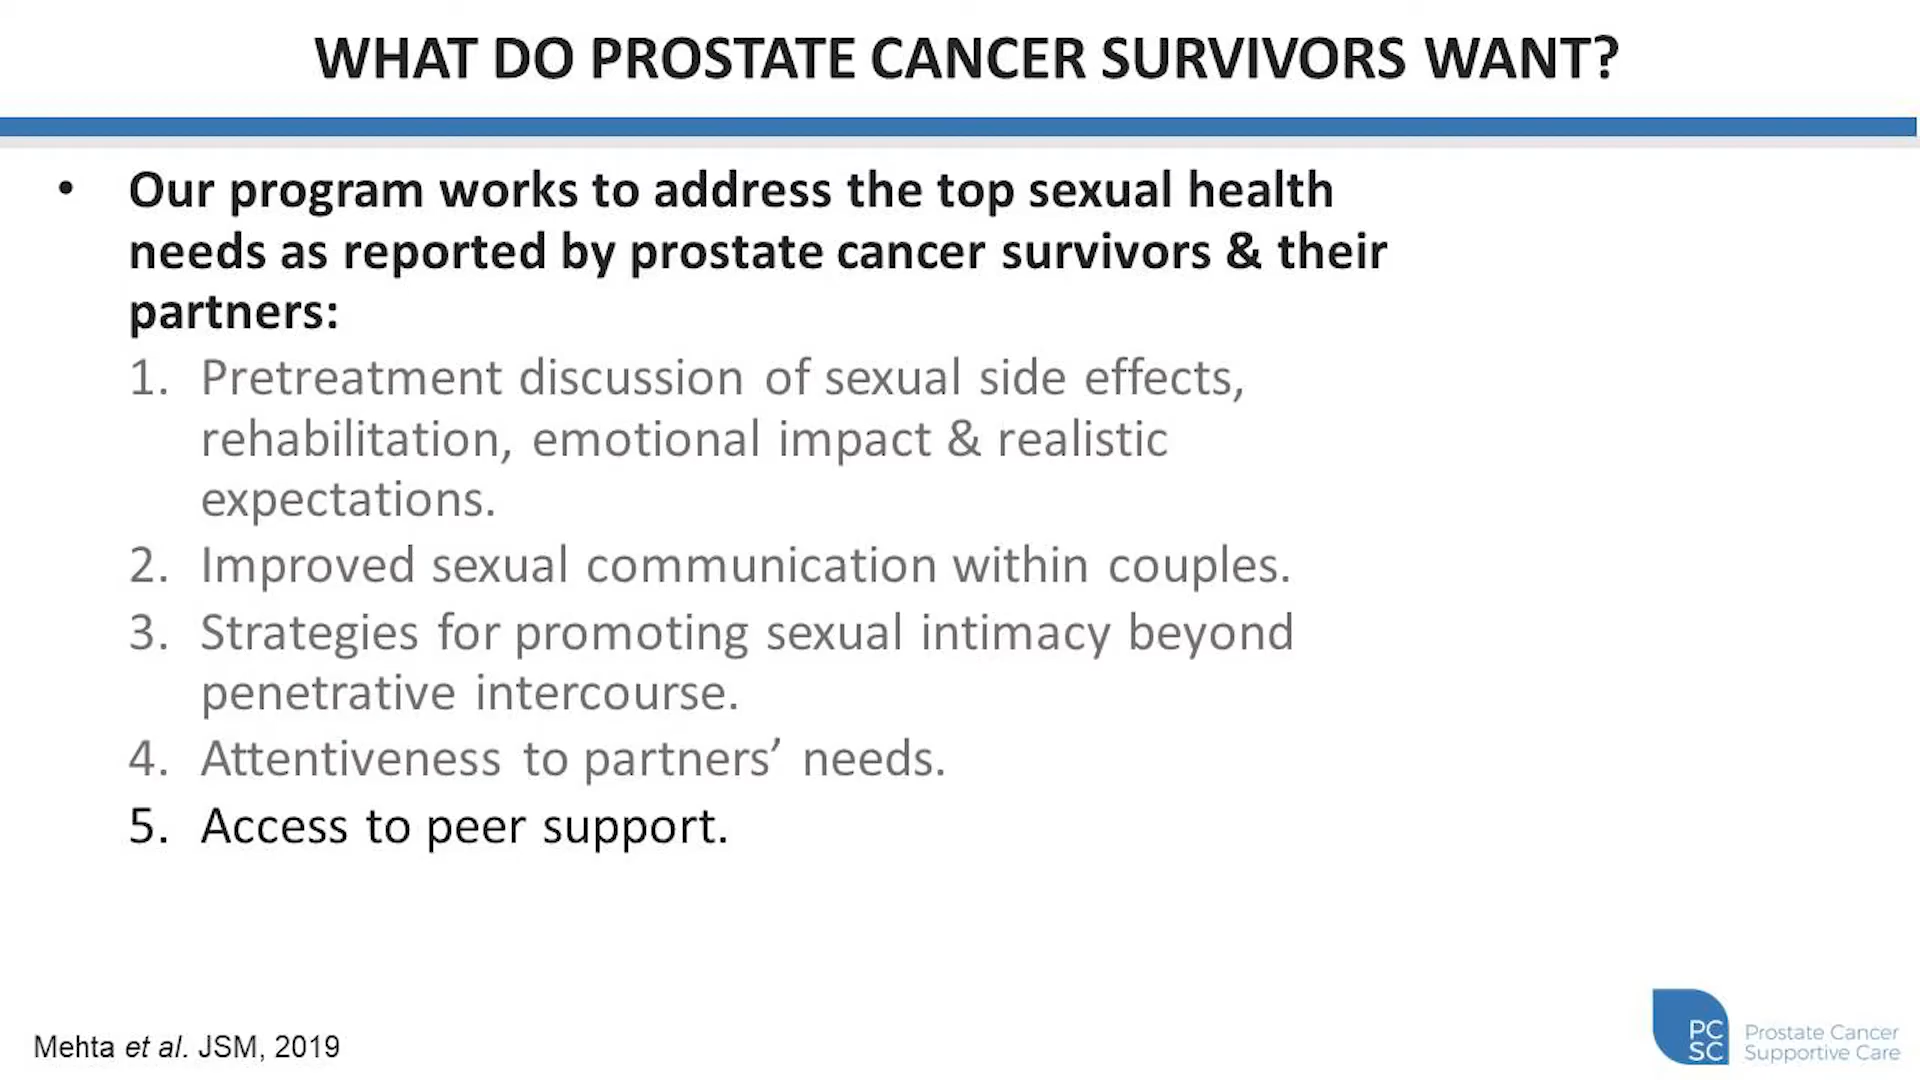 WHAT DO PROSTATE CANCER SURVIVORS WANT?
• Our program works to address the top sexual health
needs as reported by prostate cancer survivors & their
partners:
1. Pretreatment discussion of sexual side effects,
rehabilitation, emotional impact & realistic
expectations.
2. Improved sexual communication within couples.
3. Strategies for promoting sexual intimacy beyond
penetrative intercourse.
4. Attentiveness to partners’ needs.
5. Access to peer support.
Mehta et al. JSM, 2019
PC
SC
Prostate Cancer
Supportive Care